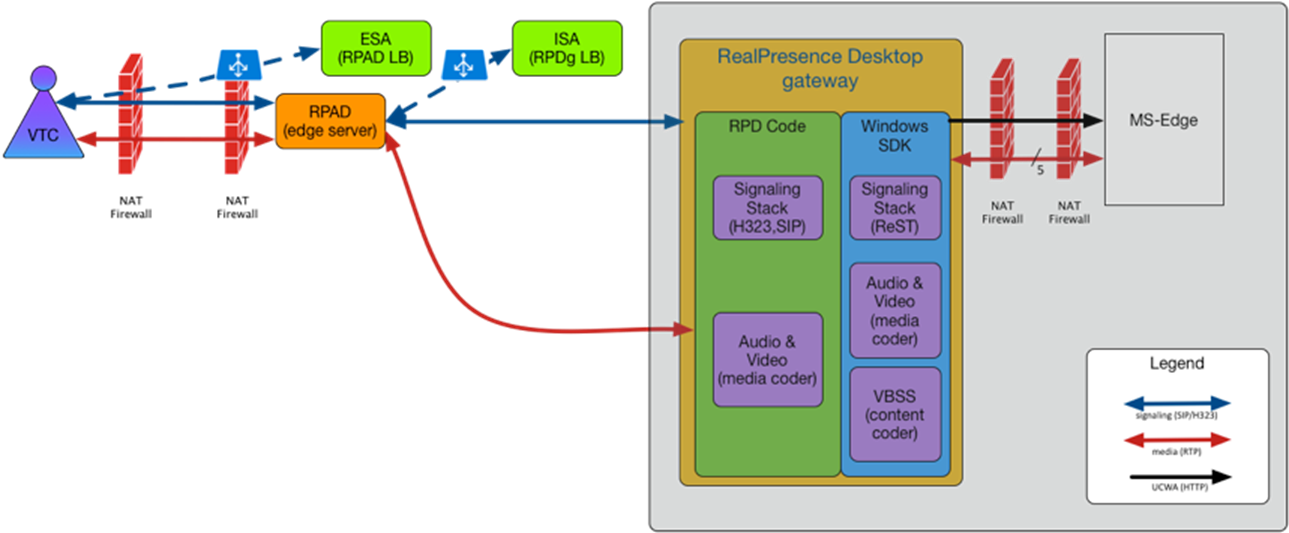 ESA
(RPAD LB)
ISA
(RPDg LB)
VTC
RPAD
(edge server)
NAT
Firewall
NAT
Firewall
RealPresence Desktop
gateway
RPD Code
Signaling
Stack
(H323,SIP)
Audio &
Video
(media coder)
Windows
SDK
Signaling
Stack
(ReST)
Audio &
Video
(media
coder)
VBSS
(content
coder)
5
NAT
Firewall
NAT
Firewall
MS-Edge
Legend
signaling (SIP/H323)
media (RTP)
UCWA (HTTP)